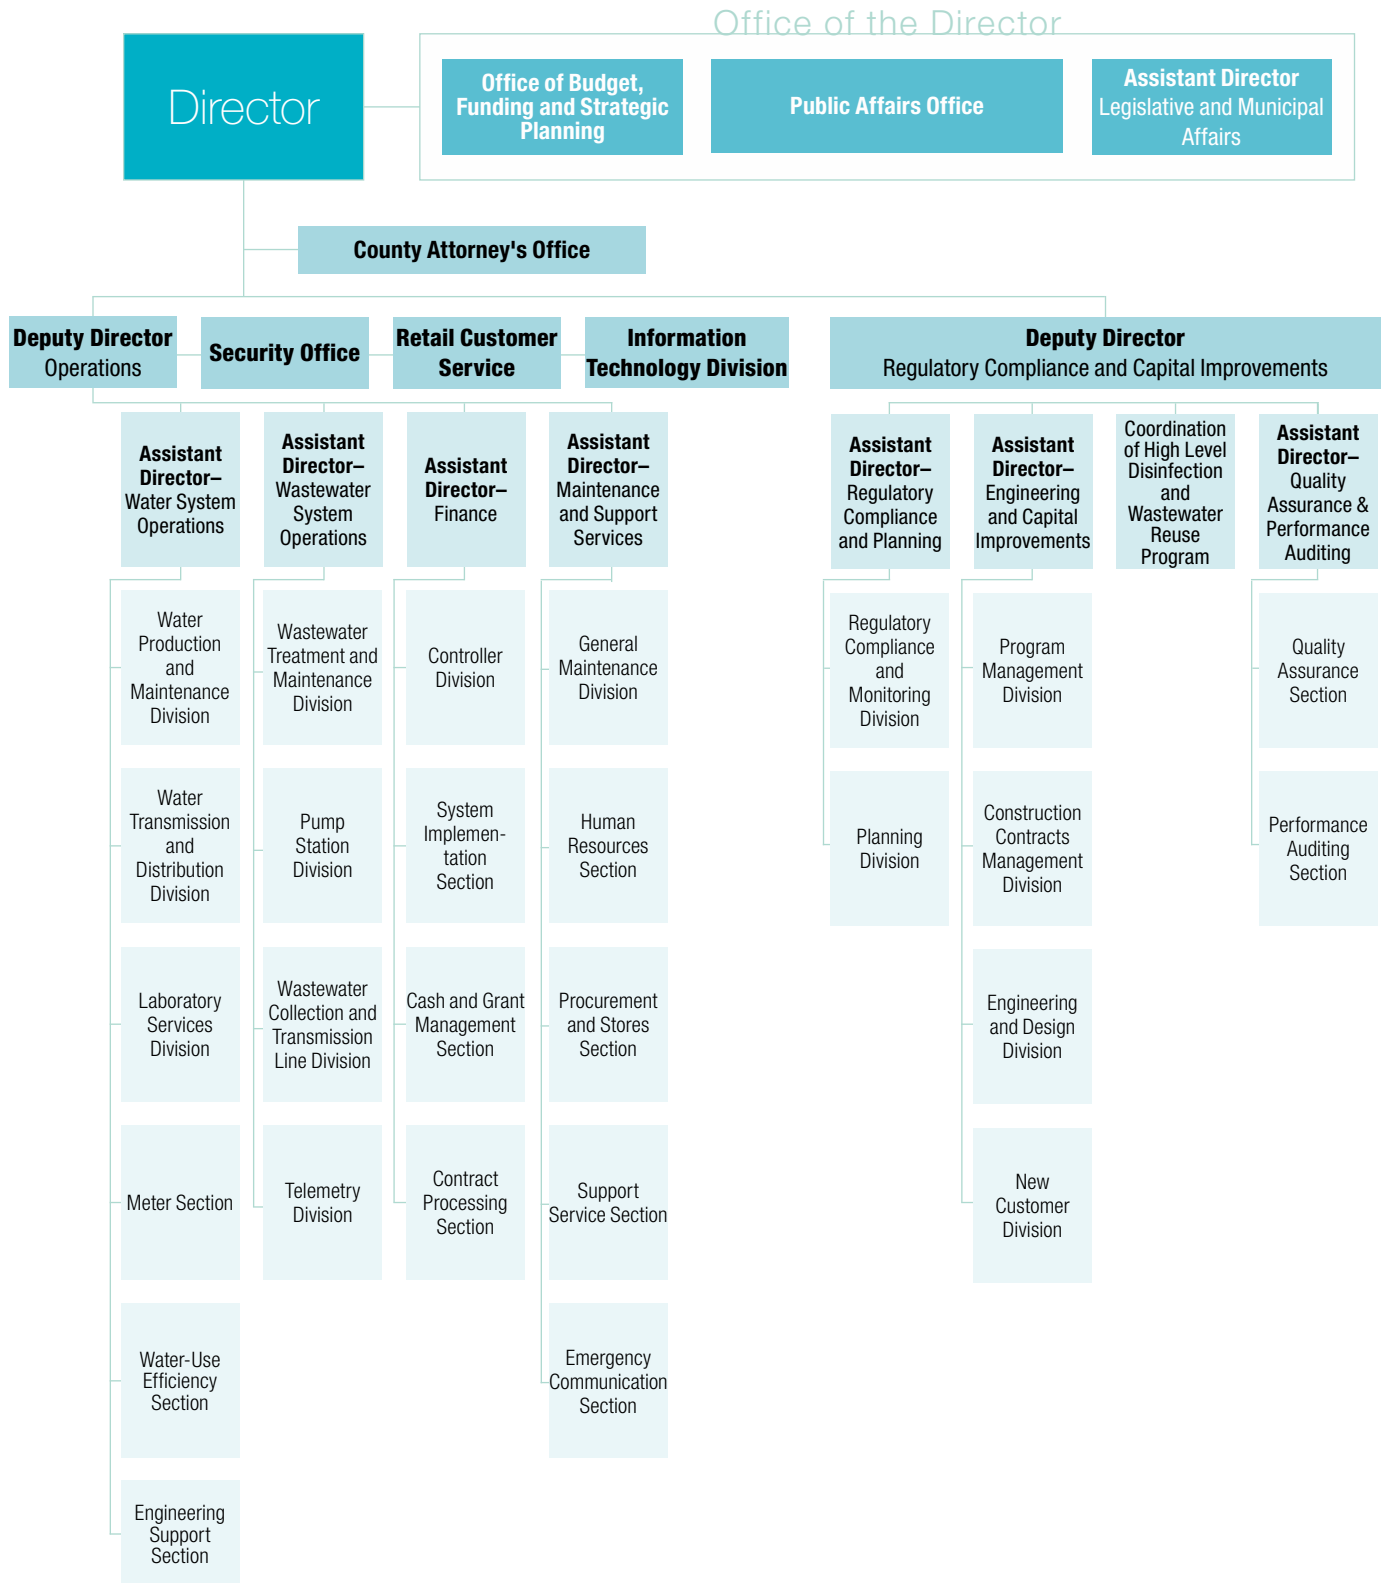 Office of the Director
Director
Office of Budget,
Funding and Strategic
Planning
Public Affairs Office
Assistant Director
Legislative and Municipal
Affairs
County Attorney's Office
Deputy Director
Operations
Security Office
Retail Customer
Service
Information
Technology Division
Deputy Director
Regulatory Compliance and Capital Improvements
Assistant
Director–
Water System
Operations
Assistant
Director–
Wastewater
System
Operations
Assistant
Director–
Finance
Assistant
Director–
Maintenance
and Support
Services
Assistant
Director–
Regulatory
Compliance
and Planning
Assistant
Director–
Engineering
and Capital
Improvements
Coordination
of High Level
Disinfection
and
Wastewater
Reuse
Program
Assistant
Director–
Quality
Assurance &
Performance
Auditing
Water
Production
and
Maintenance
Division
Wastewater
Treatment and
Maintenance
Division
Controller
Division
General
Maintenance
Division
Regulatory
Compliance
and
Monitoring
Division
Program
Management
Division
Quality
Assurance
Section
Water
Transmission
and
Distribution
Division
Pump
Station
Division
System
Implemen-
tation
Section
Human
Resources
Section
Planning
Division
Construction
Contracts
Management
Division
Performance
Auditing
Section
Laboratory
Services
Division
Wastewater
Collection and
Transmission
Line Division
Cash and Grant
Management
Section
Procurement
and Stores
Section
Engineering
and Design
Division
Meter Section
Telemetry
Division
Contract
Processing
Section
Support
Service Section
New
Customer
Division
Water-Use
Efficiency
Section
Emergency
Communication
Section
Engineering
Support
Section